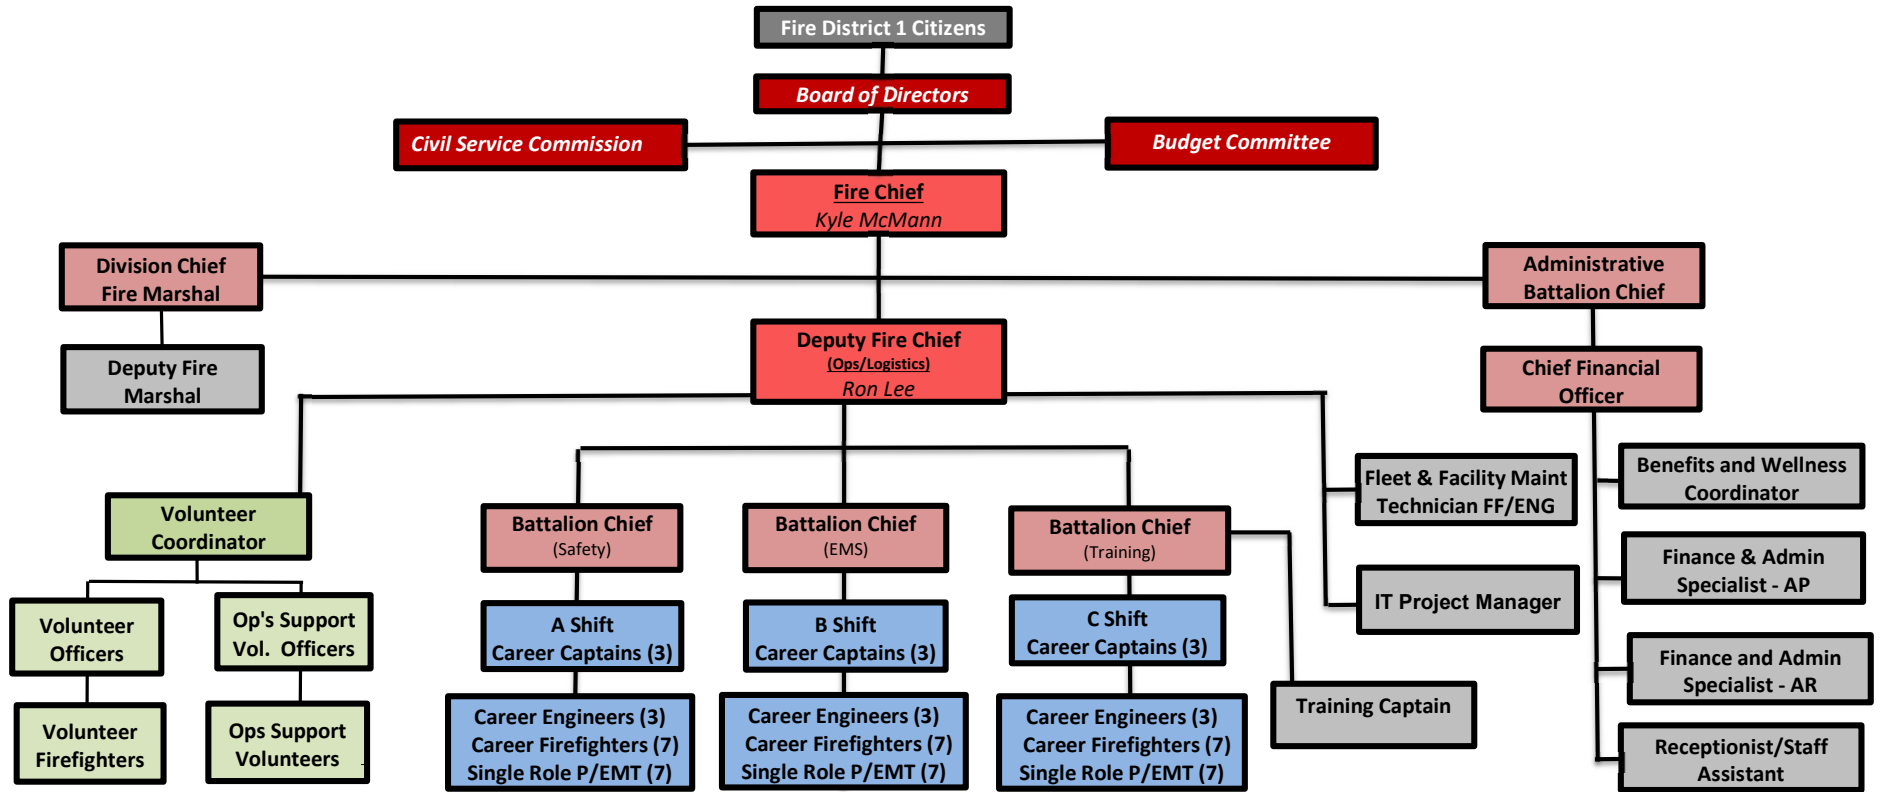 Fire District 1 Citizens
Board of Directors
Civil Service Commission
Budget Committee
Fire Chief
Kyle McMann
Division Chief
Fire Marshal
Administrative
Battalion Chief
Deputy Fire
Marshal
Deputy Fire Chief
(Ops/Logistics)
Ron Lee
Chief Financial
Officer
Volunteer
Coordinator
Battalion Chief
(Safety)
Battalion Chief
(EMS)
Battalion Chief
(Training)
Fleet & Facility Maint
Technician FF/ENG
Benefits and Wellness
Coordinator
Finance & Admin
Specialist - AP
IT Project Manager
Volunteer
Officers
Op's Support
Vol.  Officers
A Shift
Career Captains (3)
B Shift
Career Captains (3)
C Shift
Career Captains (3)
Finance and Admin
Specialist - AR
Volunteer
Firefighters
Ops Support
Volunteers
Career Engineers (3)
Career Firefighters (7)
Single Role P/EMT (7)
Career Engineers (3)
Career Firefighters (7)
Single Role P/EMT (7)
Career Engineers (3)
Career Firefighters (7)
Single Role P/EMT (7)
Training Captain
Receptionist/Staff
Assistant